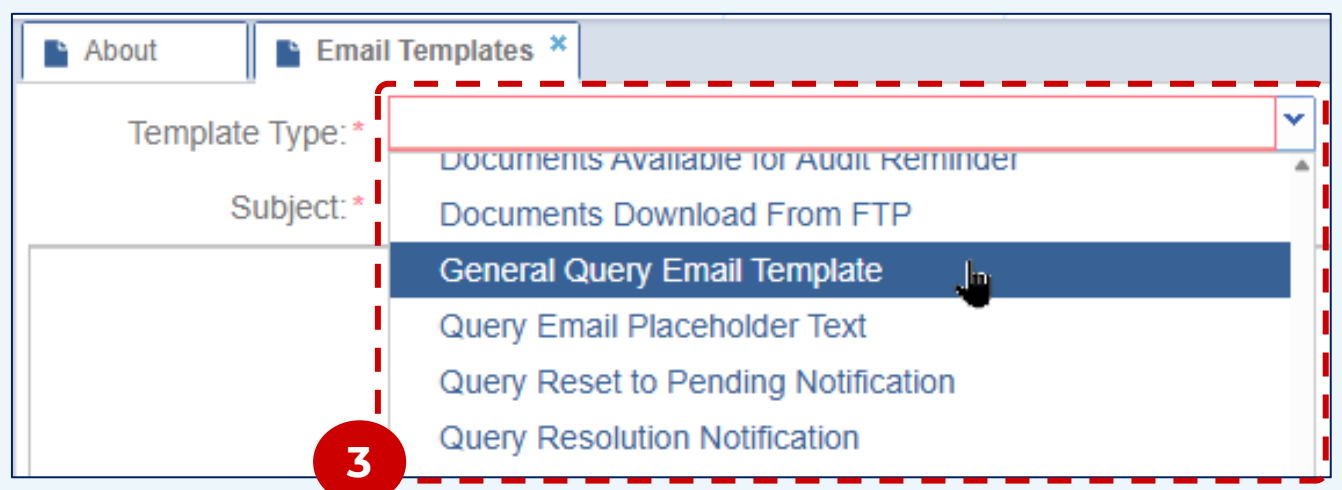 About
Email Templates
Template Type:*
Documents Available for Audit Reminder
Subject:*
Documents Download From FTP
General Query Email Template
Query Email Placeholder Text
Query Reset to Pending Notification
Query Resolution Notification
3